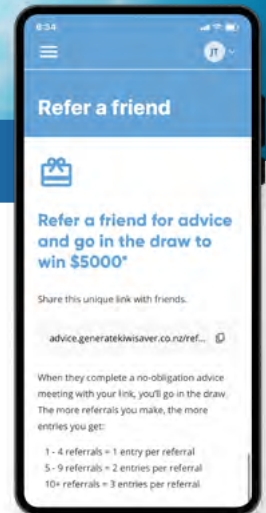 6:34
JT
Refer a friend
Refer a friend for advice
and go in the draw to
win $5000*
Share this unique link with friends.
advice.generatekiwisaver.co.nz/ref...
When they complete a no-obligation advice
meeting with your link, you'll go in the draw.
The more referrals you make, the more
entries you get:
1 - 4 referrals = 1 entry per referral
5 - 9 referrals = 2 entries per referral
10+ referrals = 3 entries per referral